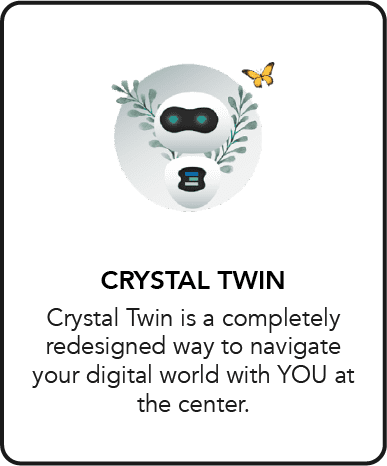 CRYSTAL TWIN
Crystal Twin is a completely
redesigned way to navigate
your digital world with YOU at
the center.